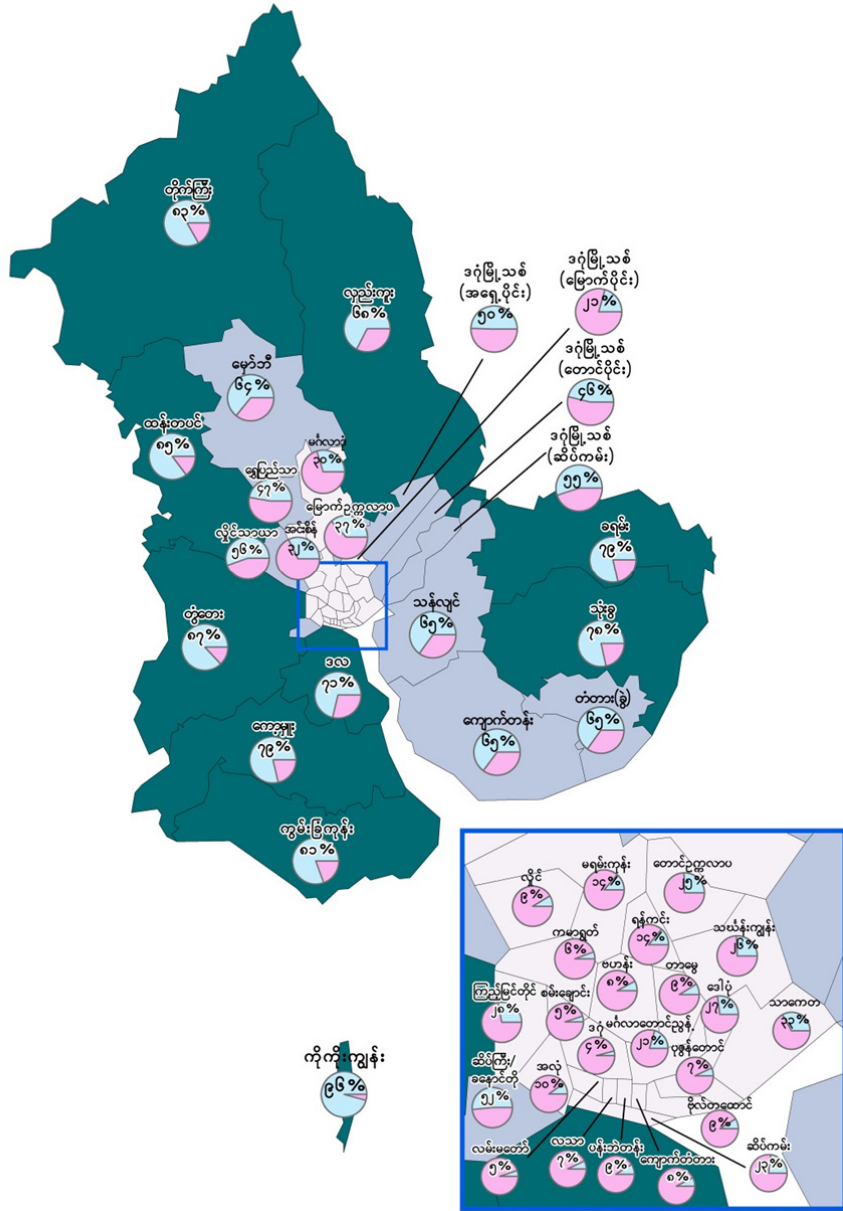 တိုက်ကြီး
၈၃%
လှည်းကူး
၆၈%
ဒဂုံမြို့သစ်
(အရှေ့ပိုင်း)
၅၀%
ဒဂုံမြို့သစ်
(မြောက်ပိုင်း)
၂၁%
ဒဂုံမြို့သစ်
(တောင်ပိုင်း)
၄၆%
ဒဂုံမြို့သစ်
(ဆိပ်ကမ်း)
၅၅%
မှော်ဘီ
၆၄%
ထန်းတပင်
၈၅%
မင်္ဂလာဒုံ
၃၀%
ရွှေပြည်သာ
၄၇%
မြောက်ဥက္ကလာပ
၃၇%
လှိုင်သာယာ
၅၆%
အင်းစိန်
၃၂%
ခရမ်း
၇၉%
သန်လျင်
၆၅%
သုံးခွ
၇၈%
တွံတေး
၈၇%
ဒလ
၇၁%
တံတား(ခွဲ)
၆၅%
ကျောက်တန်း
၆၅%
ကော့မှူး
၇၉%
ကွမ်းခြံကုန်း
၈၁%
ကိုကိုးကျွန်း
၉၆%
လှိုင်
၉%
မရမ်းကုန်း
၁၄%
တောင်ဥက္ကလာပ
၂၅%
ကမာရွတ်
၆%
ရန်ကင်း
၁၄%
သင်္ဃန်းကျွန်း
၂၆%
ဗဟန်း
၈%
တာမွေ
၉%
ဒေါပုံ
၂၇%
သာကေတ
၃၃%
ကြည့်မြင်တိုင်
၂၈%
စမ်းချောင်း
၅%
ဒဂုံ
၄%
မင်္ဂလာတောင်ညွန့်
၂၁%
ပုဇွန်တောင်
၇%
ဆိပ်ကြီး/
ခနောင်တို
၅၂%
အလုံ
၁၀%
ဗိုလ်တထောင်
၉%
လမ်းမတော်
၅%
လသာ
၇%
ပန်းဘဲတန်း
၉%
ကျောက်တံတား
၈%
ဆိပ်ကမ်း
၂၃%